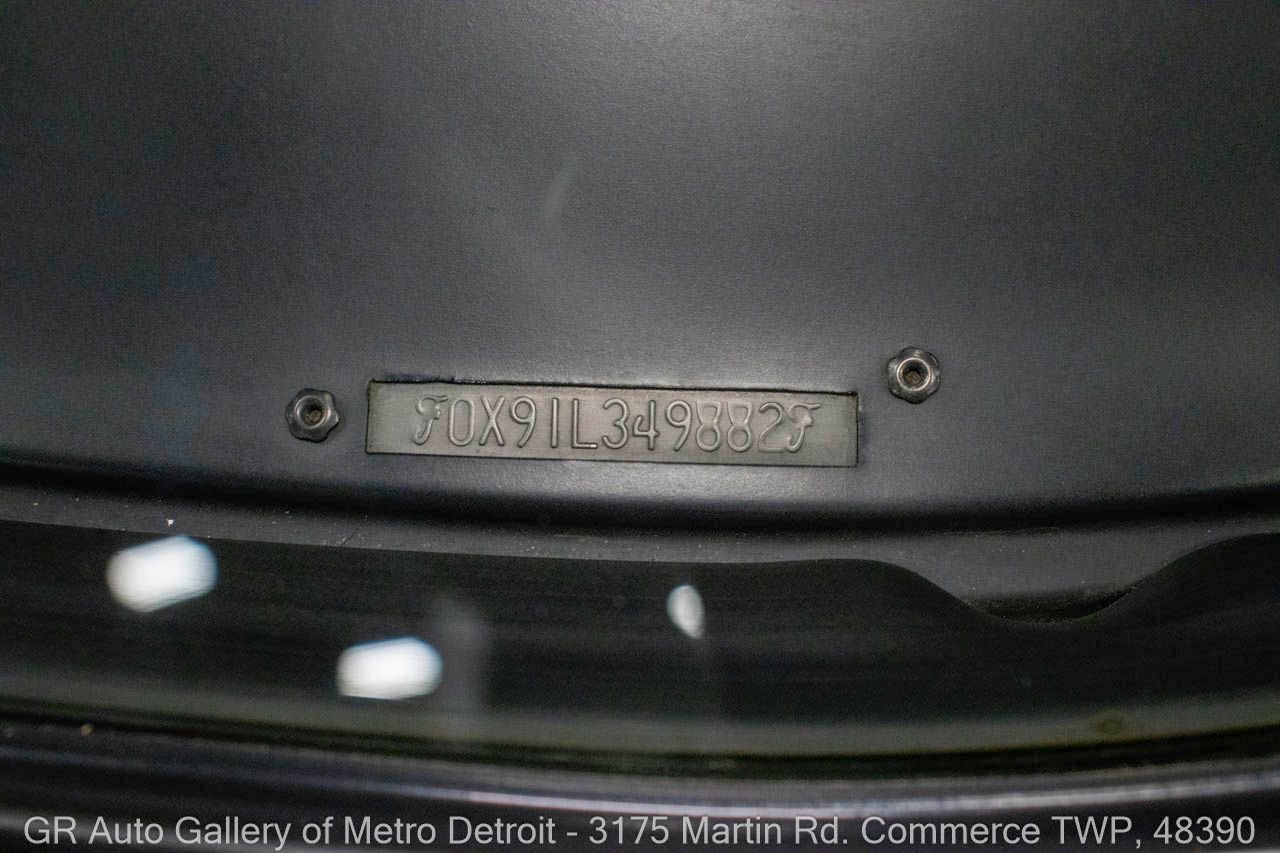 F0X91L349882F
GR Auto Gallery of Metro Detroit - 3175 Martin Rd. Commerce TWP, 48390